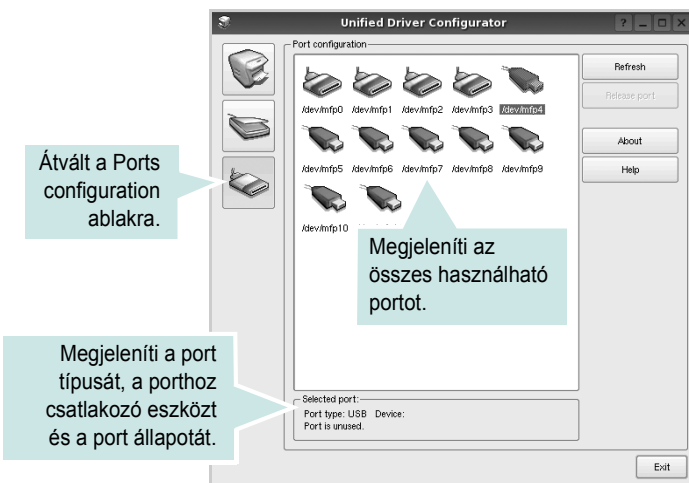 Unified Driver Configurator
Port configuration
/dev/mfp0 /dev/mfp1 /dev/mfp2 /dev/mfp3 /dev/mfp4
/dev/mfp5 /dev/mfp6 /dev/mfp7 /dev/mfp8 /dev/mfp9
/dev/mfp10
Refresh
Release port
About
Help
Átvált a Ports
configuration
ablakra.
Megjeleníti az
összes használható
portot.
Megjeleníti a port
típusát, a porthoz
csatlakozó eszközt
és a port állapotát.
Selected port:
Port type: USB Device:
Port is unused.
Exit